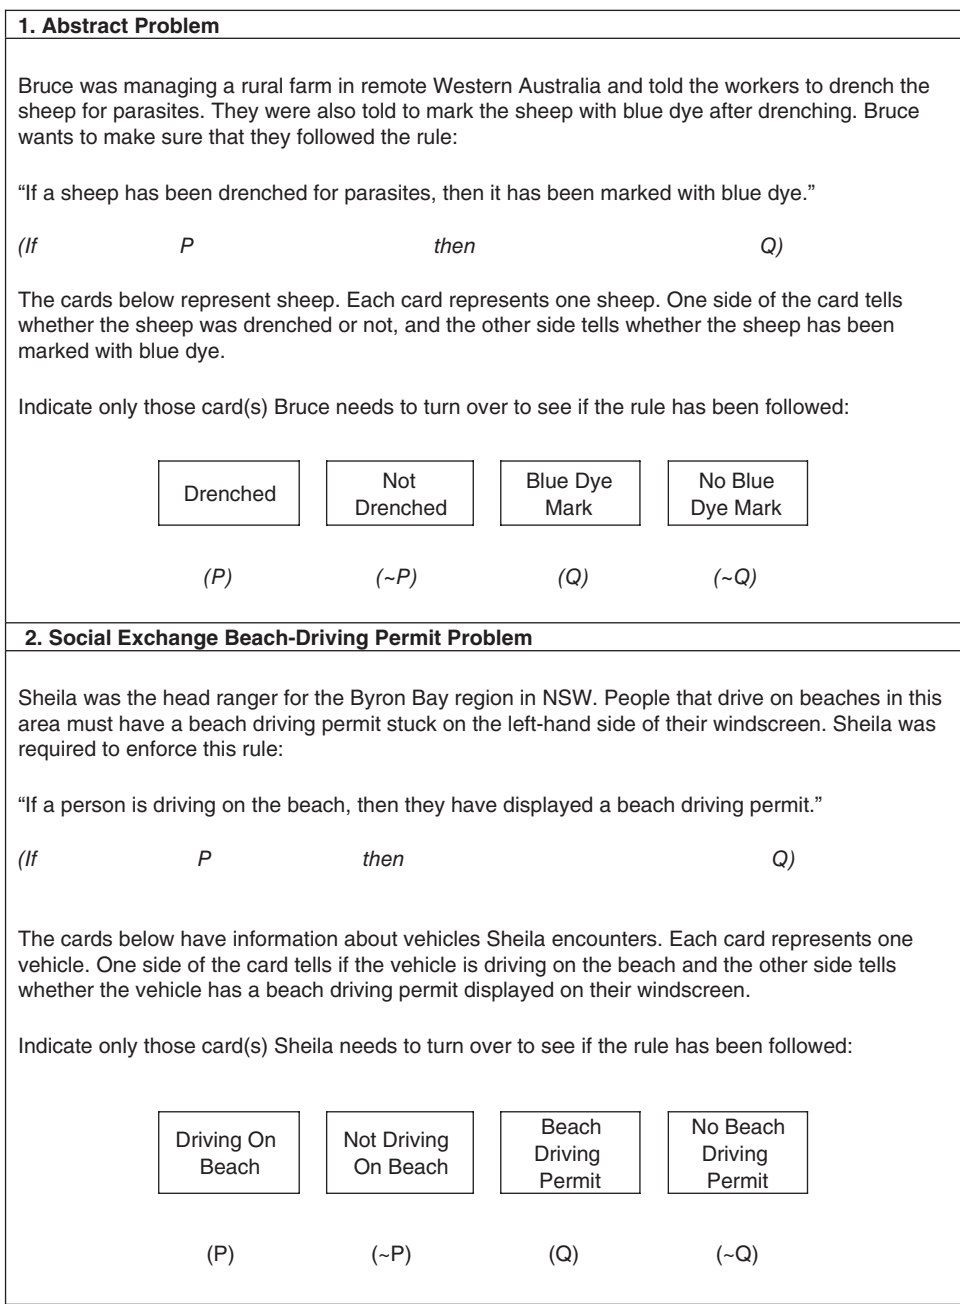 1. Abstract Problem
Bruce was managing a rural farm in remote Western Australia and told the workers to drench the
sheep for parasites. They were also told to mark the sheep with blue dye after drenching. Bruce
wants to make sure that they followed the rule:
“If a sheep has been drenched for parasites, then it has been marked with blue dye.”
(If P then Q)
The cards below represent sheep. Each card represents one sheep. One side of the card tells
whether the sheep was drenched or not, and the other side tells whether the sheep has been
marked with blue dye.
Indicate only those card(s) Bruce needs to turn over to see if the rule has been followed:
Drenched
Not
Drenched
Blue Dye
Mark
No Blue
Dye Mark
(P) (~P) (Q) (~Q)
2. Social Exchange Beach-Driving Permit Problem
Sheila was the head ranger for the Byron Bay region in NSW. People that drive on beaches in this
area must have a beach driving permit stuck on the left-hand side of their windscreen. Sheila was
required to enforce this rule:
“If a person is driving on the beach, then they have displayed a beach driving permit.”
(If P then Q)
The cards below have information about vehicles Sheila encounters. Each card represents one
vehicle. One side of the card tells if the vehicle is driving on the beach and the other side tells
whether the vehicle has a beach driving permit displayed on their windscreen.
Indicate only those card(s) Sheila needs to turn over to see if the rule has been followed:
Driving On
Beach
Not Driving
On Beach
Beach
Driving
Permit
No Beach
Driving
Permit
(P) (~P) (Q) (~Q)